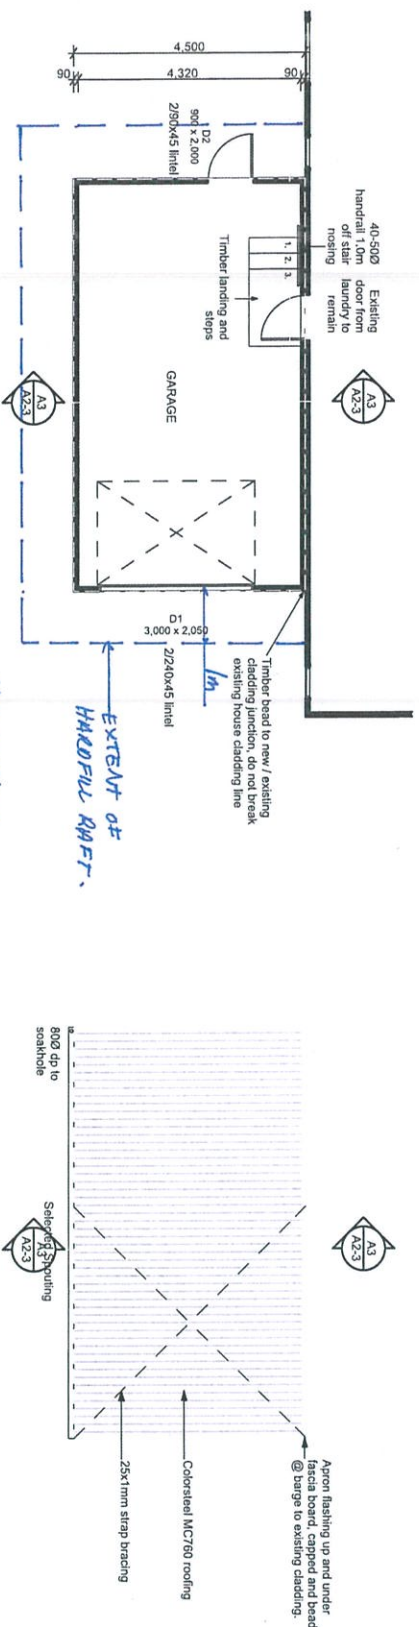 4,500
90
4,320
90
D2
900 x 2,000
2/90x45 lintel
40-50Ø
handrail 1.0m
off stair
nosing
Existing
door from
laundry to
remain
1.
2.
3.
Timber landing and
steps
A3
A2-3
A3
A2-3
GARAGE
X
D1
3,000 x 2,050
2/240x45 lintel
1m
Timber bead to new / existing
cladding junction, do not break
existing house cladding line
EXTENT OF
HARDFILL RAFT.
80Ø dp to
soakhole
Selected Spouting
A3
A2-3
A3
A2-3
Colorsteel MC760 roofing
25x1mm strap bracing
Apron flashing up and under
fascia board, capped and bead
@ barge to existing cladding.